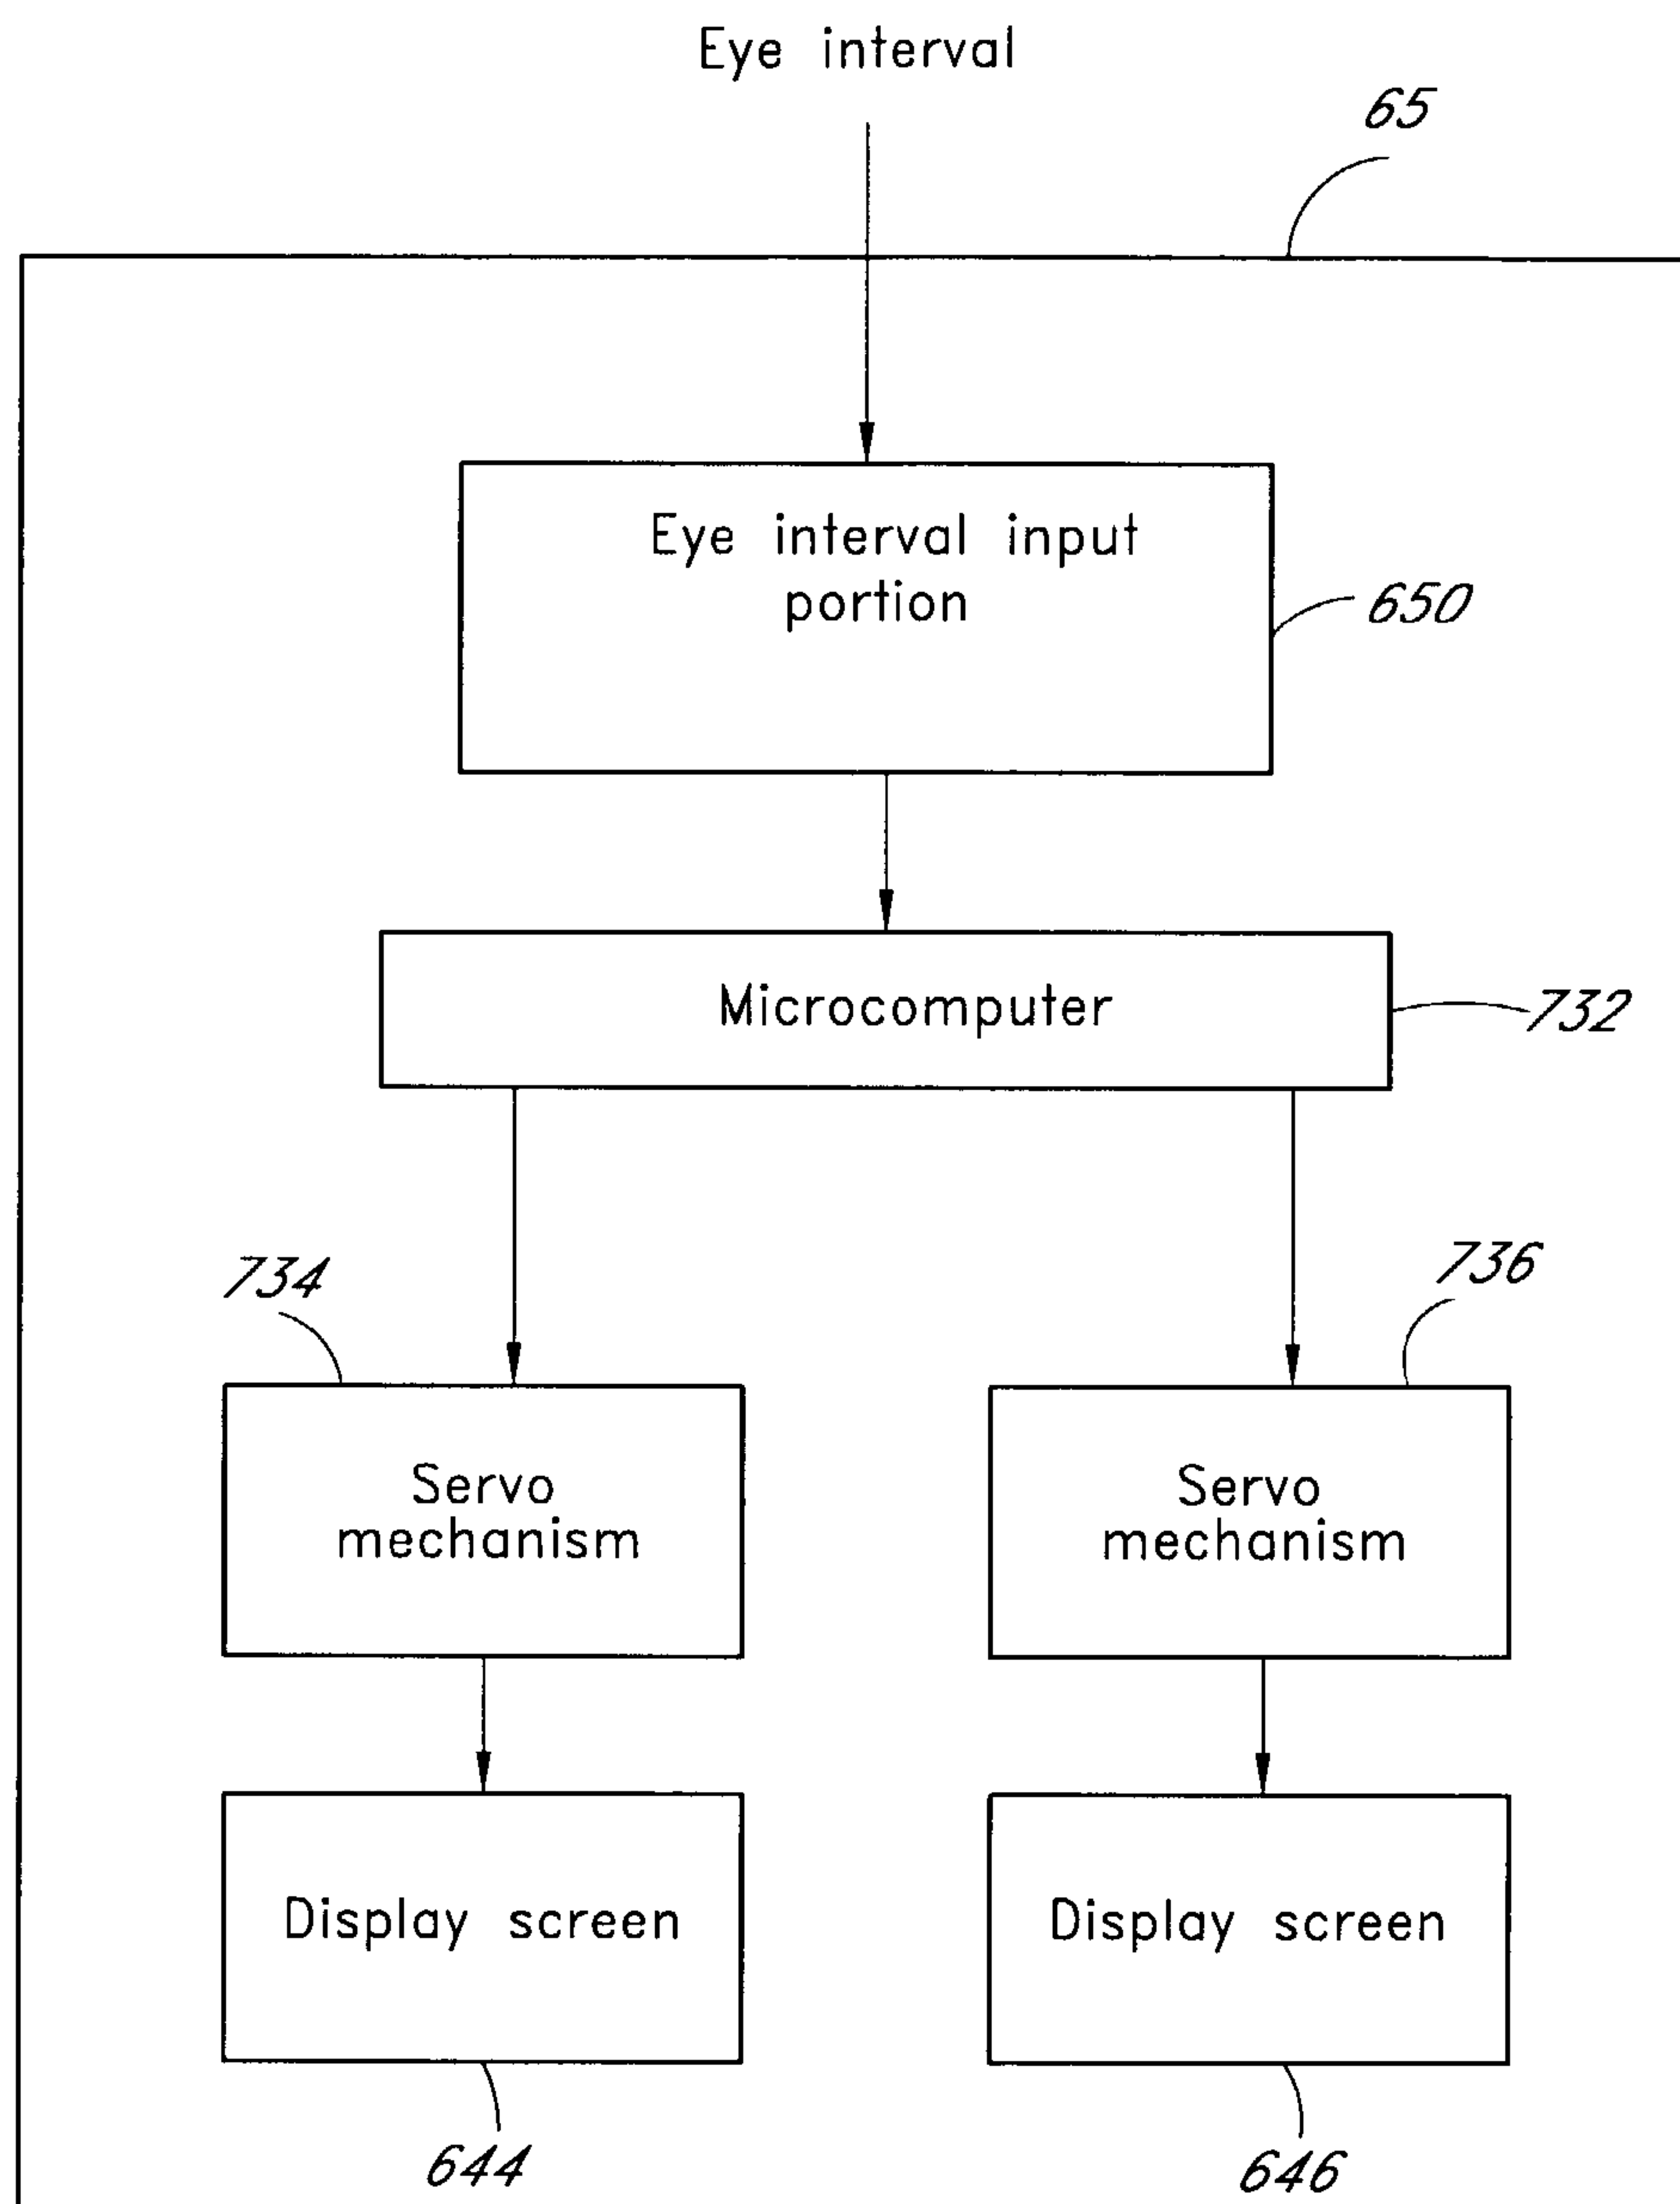 Eye interval
65
Eye interval input
portion
650
Microcomputer
732
734
736
Servo
mechanism
Servo
mechanism
Display screen
Display screen
644
646